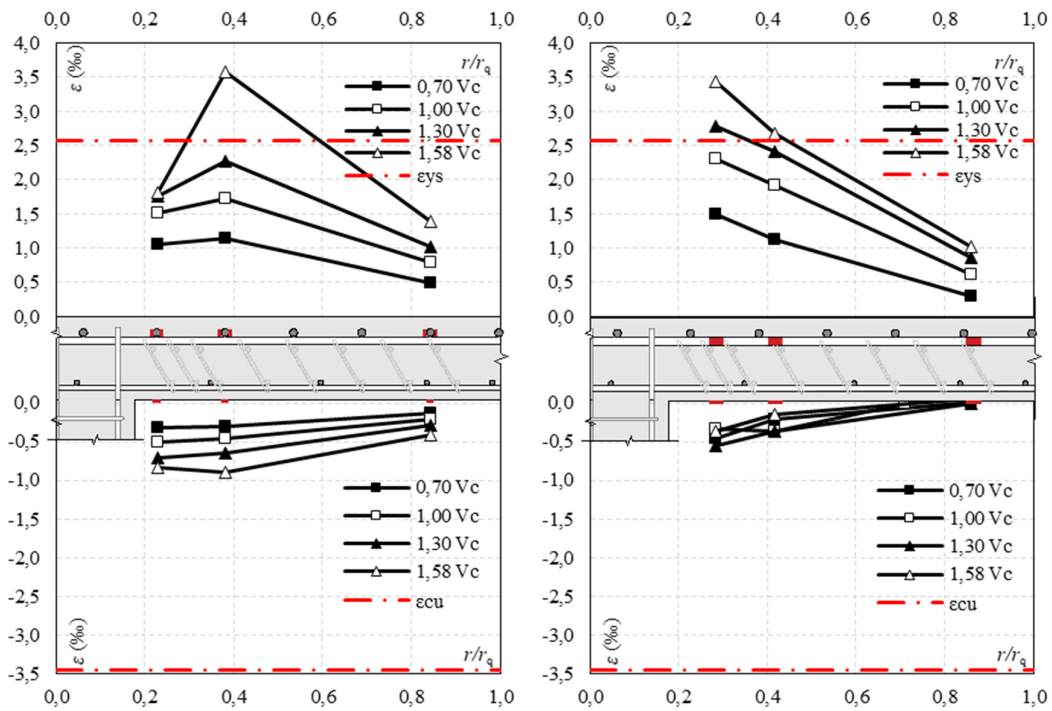 0,0 0,2 0,4 0,6 0,8 1,0
4,0
3,5
3,0
2,5
2,0
1,5
1,0
0,5
0,0
ε (‰)
r/rq
0,70 Vc
1,00 Vc
1,30 Vc
1,58 Vc
εys
0,0
-0,5
-1,0
-1,5
-2,0
-2,5
-3,0
-3,5
0,70 Vc
1,00 Vc
1,30 Vc
1,58 Vc
εcu
ε (‰)
r/rq
0,0 0,2 0,4 0,6 0,8 1,0
0,0 0,2 0,4 0,6 0,8 1,0
4,0
3,5
3,0
2,5
2,0
1,5
1,0
0,5
0,0
ε (‰)
r/rq
0,70 Vc
1,00 Vc
1,30 Vc
1,58 Vc
εys
0,0
-0,5
-1,0
-1,5
-2,0
-2,5
-3,0
-3,5
0,70 Vc
1,00 Vc
1,30 Vc
1,58 Vc
εcu
ε (‰)
r/rq
0,0 0,2 0,4 0,6 0,8 1,0